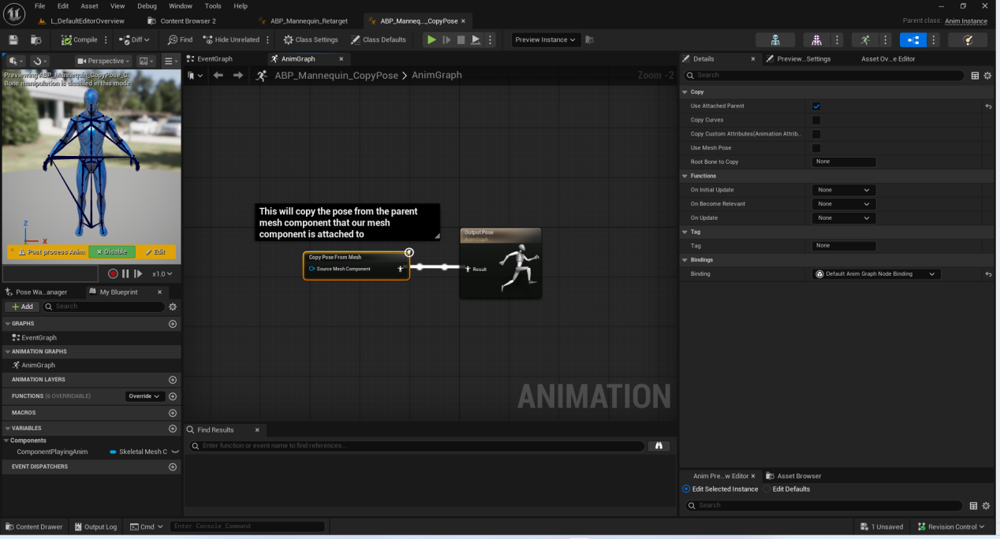 File Edit Asset View Debug Window Tools Help
L_DefaultEditorOverview Content Browser 2 ABP_Mannequin_Retarget ABP_Manneq..._CopyPose
Parent class: Anim Instance
Compile Diff Find Hide Unrelated Class Settings Class Defaults Preview Instance
Perspective
Previewing ABP_Mannequin_CopyPose_C.
Bone manipulation is disabled in this mode.
Z
X
Post process Anim: Disable Edit
x1.0
Pose Wa...anager My Blueprint
Add Search
GRAPHS
EventGraph
ANIMATION GRAPHS
AnimGraph
ANIMATION LAYERS
FUNCTIONS (6 OVERRIDABLE) Override
MACROS
VARIABLES
Components
ComponentPlayingAnim Skeletal Mesh C
EVENT DISPATCHERS
EventGraph AnimGraph
ABP_Mannequin_CopyPose > AnimGraph
Zoom -2
This will copy the pose from the parent
mesh component that our mesh
component is attached to
Copy Pose From Mesh
Source Mesh Component
Output Pose
AnimGraph
Result
ANIMATION
Find Results
Enter function or event name to find references...
Details Preview...Settings Asset Ov...e Editor
Search
Copy
Use Attached Parent
Copy Curves
Copy Custom Attributes(Animation Attrib...
Use Mesh Pose
Root Bone to Copy None
Functions
On Initial Update None
On Become Relevant None
On Update None
Tag
Tag None
Bindings
Binding Default Anim Graph Node Binding
Anim Pre...w Editor Asset Browser
Edit Selected Instance Edit Defaults
Search
Content Drawer Output Log Cmd Enter Console Command
1 Unsaved Revision Control